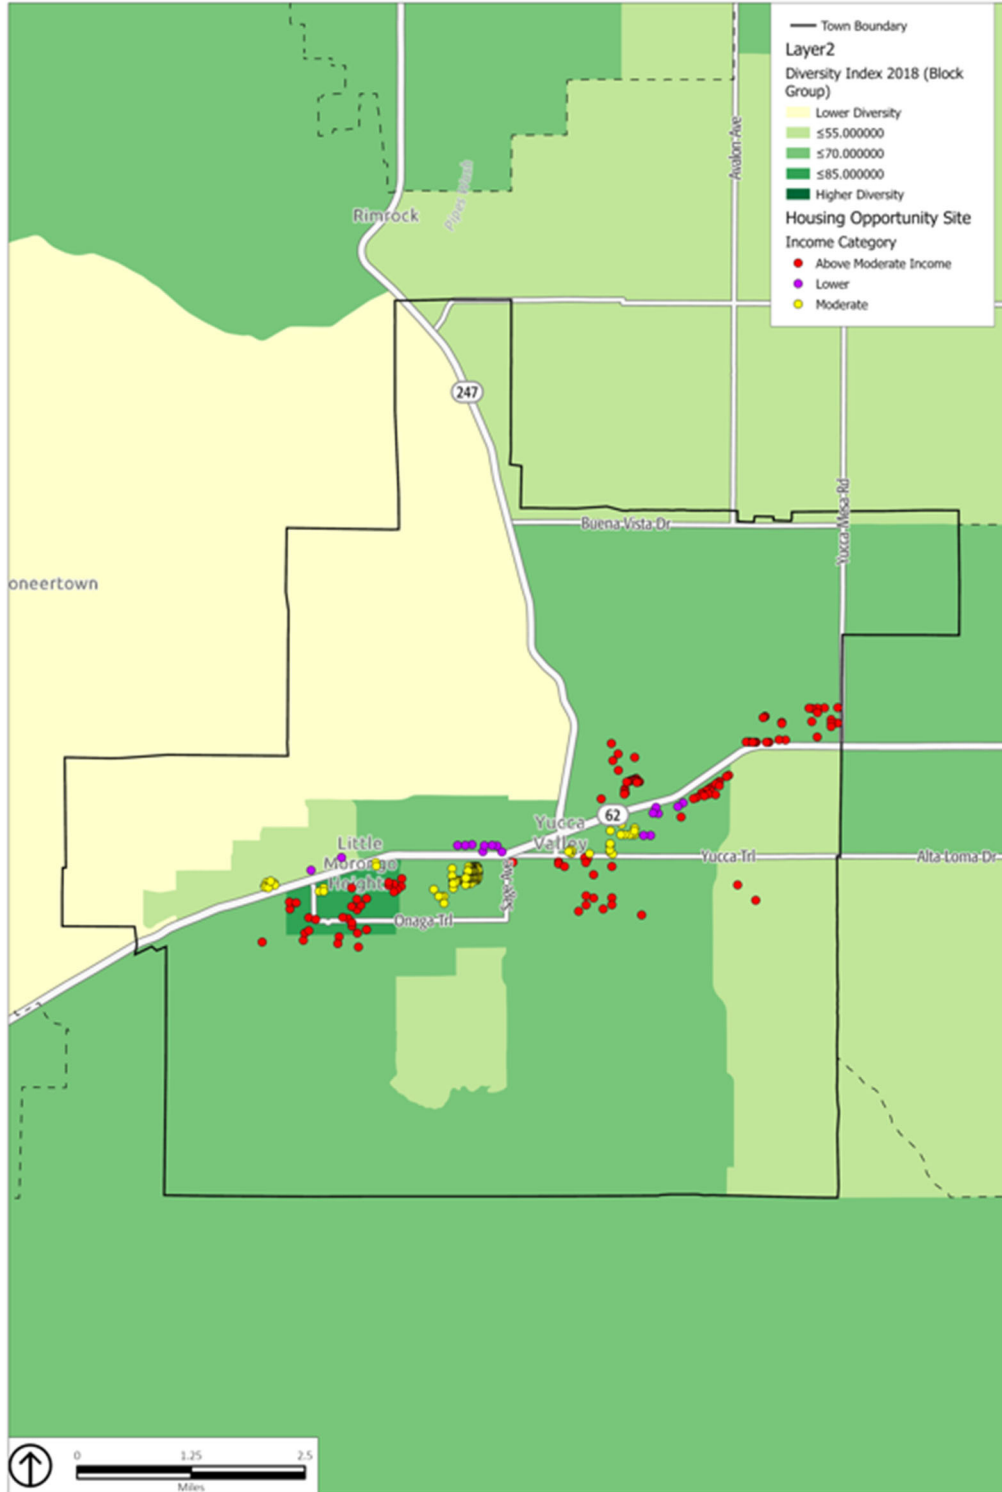 Town Boundary
Layer2
Diversity Index 2018 (Block
Group)
Lower Diversity
≤55.000000
≤70.000000
≤85.000000
Higher Diversity
Housing Opportunity Site
Income Category
Above Moderate Income
Lower
Moderate
Avalon-Ave
Pipes Wash
Rimrock
247
Buena-Vista-Dr
Yucca-Mesa-Rd
oneertown
62
Yucca
Valley
Little
Morongo
Heights
Yucca-Trl
Alta-Loma-Dr
Sage-Ave
Onaga-Trl
0 1.25 2.5
Miles